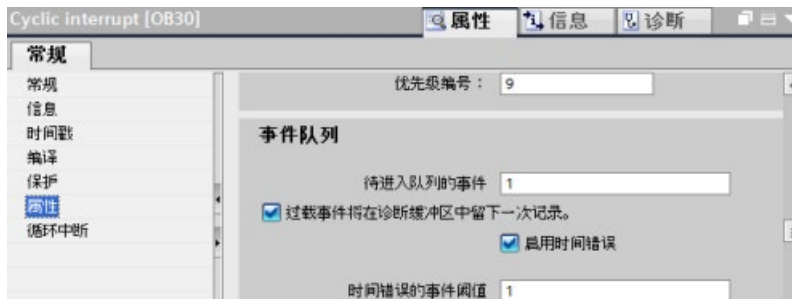 Cyclic interrupt [OB30]
属性
信息
诊断
常规
常规
信息
时间戳
编译
保护
属性
循环中断
优先级编号： 9
事件队列
待进入队列的事件 1
过载事件将在诊断缓冲区中留下一次记录。
启用时间错误
时间错误的事件阈值 1